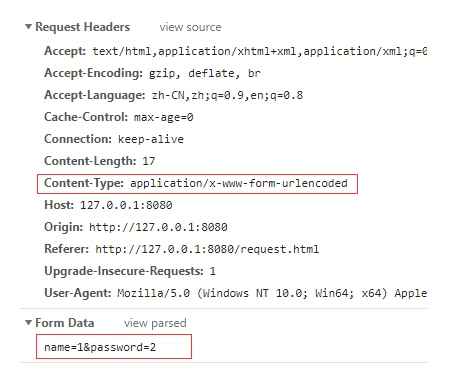 Request Headers view source
Accept: text/html,application/xhtml+xml,application/xml;q=0
Accept-Encoding: gzip, deflate, br
Accept-Language: zh-CN,zh;q=0.9,en;q=0.8
Cache-Control: max-age=0
Connection: keep-alive
Content-Length: 17
Content-Type: application/x-www-form-urlencoded
Host: 127.0.0.1:8080
Origin: http://127.0.0.1:8080
Referer: http://127.0.0.1:8080/request.html
Upgrade-Insecure-Requests: 1
User-Agent: Mozilla/5.0 (Windows NT 10.0; Win64; x64) Apple
Form Data view parsed
name=1&password=2